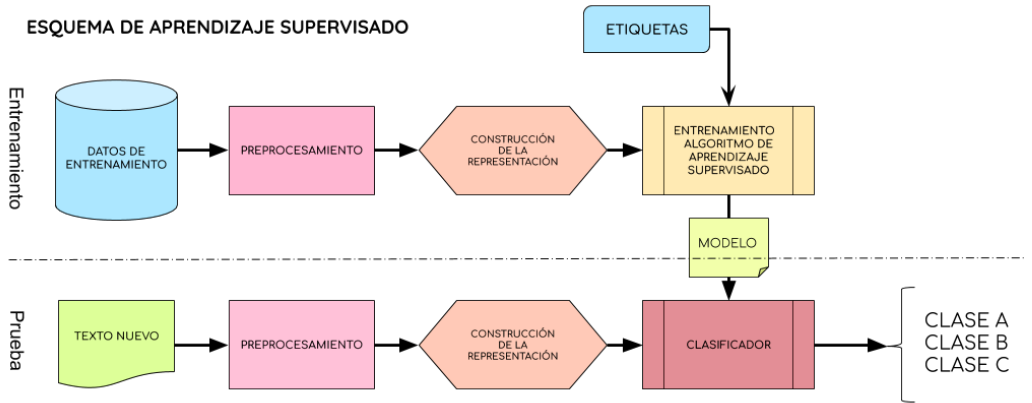 ESQUEMA DE APRENDIZAJE SUPERVISADO
ETIQUETAS
Entrenamiento
DATOS DE
ENTRENAMIENTO
PREPROCESAMIENTO
CONSTRUCCIÓN
DE LA
REPRESENTACIÓN
ENTRENAMIENTO
ALGORITMO DE
APRENDIZAJE
SUPERVISADO
MODELO
Prueba
TEXTO NUEVO
PREPROCESAMIENTO
CONSTRUCCIÓN
DE LA
REPRESENTACIÓN
CLASIFICADOR
CLASE A
CLASE B
CLASE C